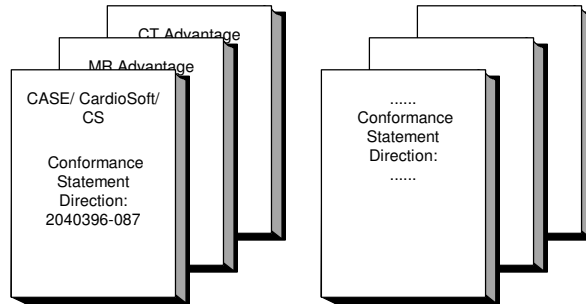 CT Advantage
MR Advantage
CASE/ CardioSoft/
CS
Conformance
Statement
Direction:
2040396-087
......
Conformance
Statement
Direction:
......